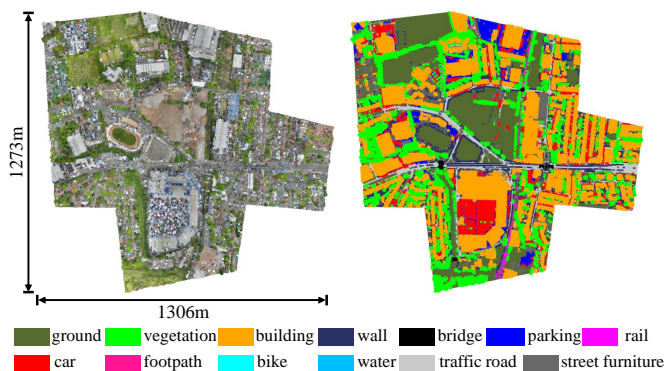 1273m
1306m
ground vegetation building wall bridge parking rail
car footpath bike water traffic road street furniture